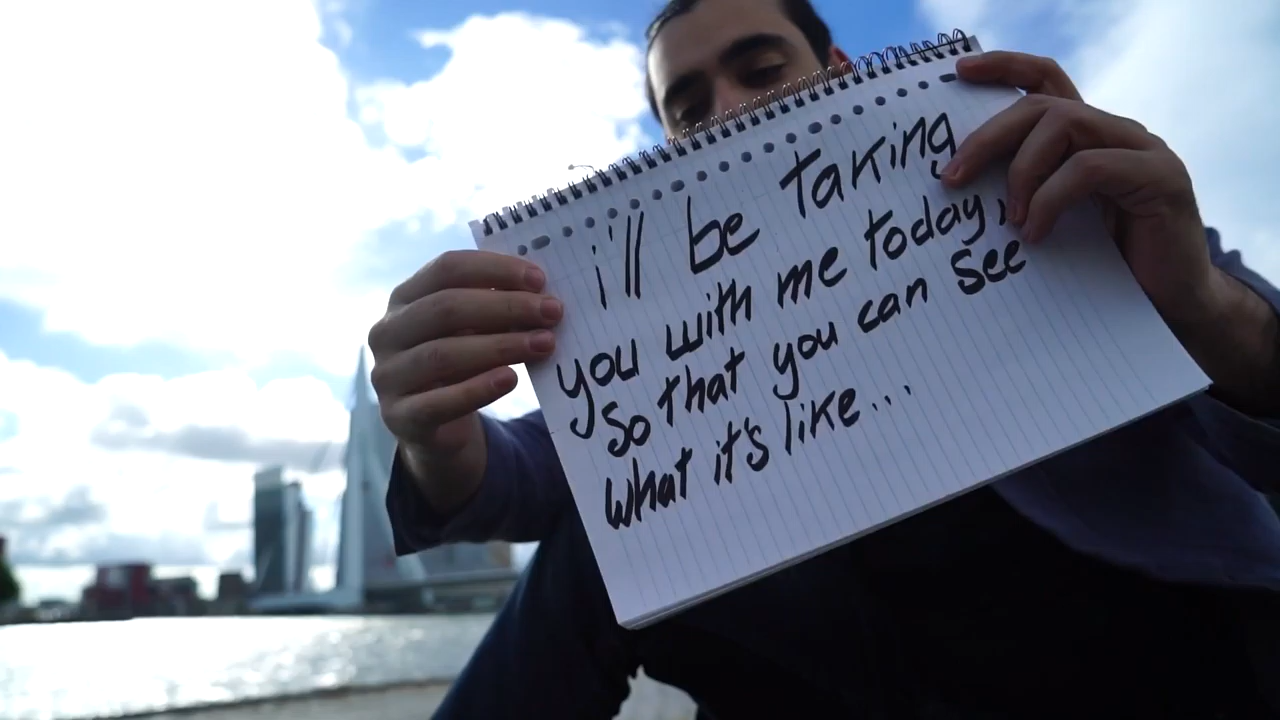 i'll be taking
you with me today,
so that you can see
what it's like...